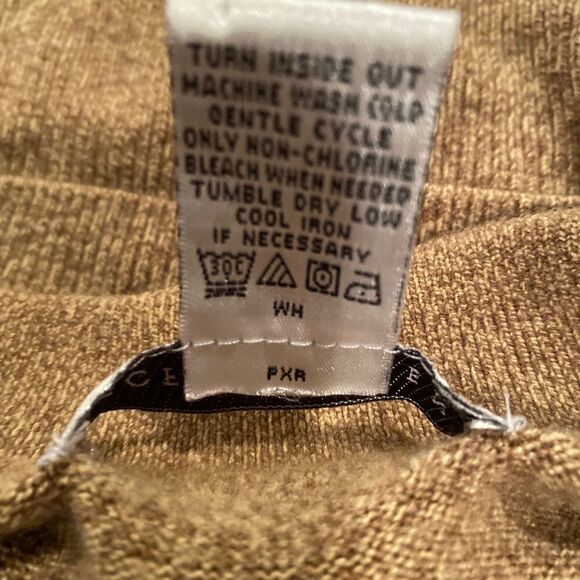 TURN INSIDE OUT
MACHINE WASH COLD
GENTLE CYCLE
ONLY NON-CHLORINE
BLEACH WHEN NEEDED
TUMBLE DRY LOW
COOL IRON
IF NECESSARY
30C
WH
PXR